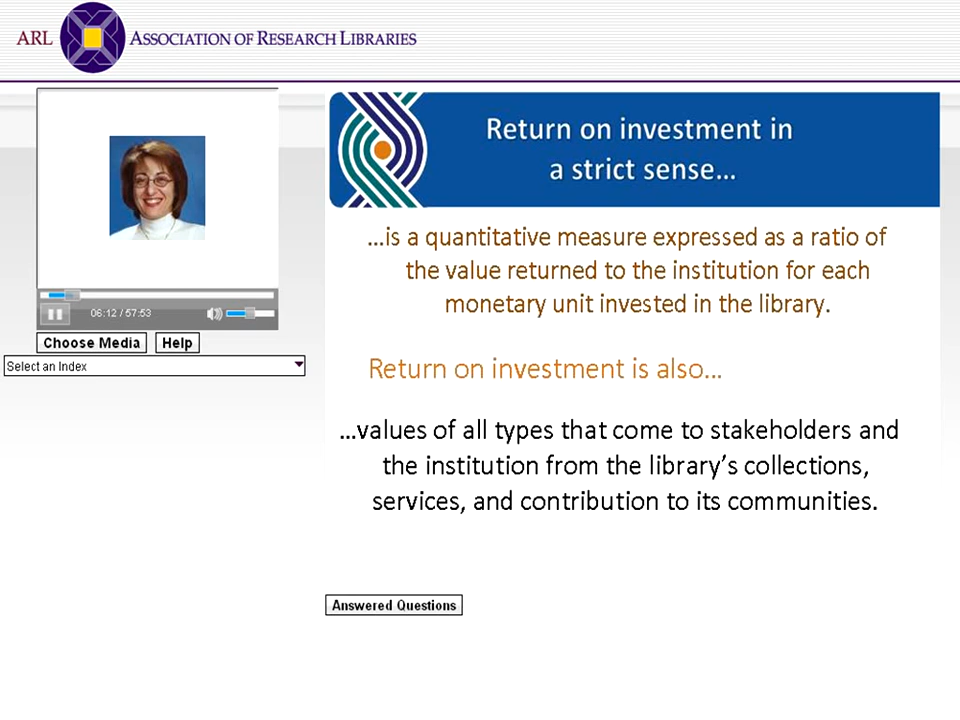 ARL ASSOCIATION OF RESEARCH LIBRARIES
Return on investment in
a strict sense...
...is a quantitative measure expressed as a ratio of
the value returned to the institution for each
monetary unit invested in the library.
06:12 / 57:53
Choose Media Help
Select an Index
Return on investment is also...
...values of all types that come to stakeholders and
the institution from the library's collections,
services, and contribution to its communities.
Answered Questions